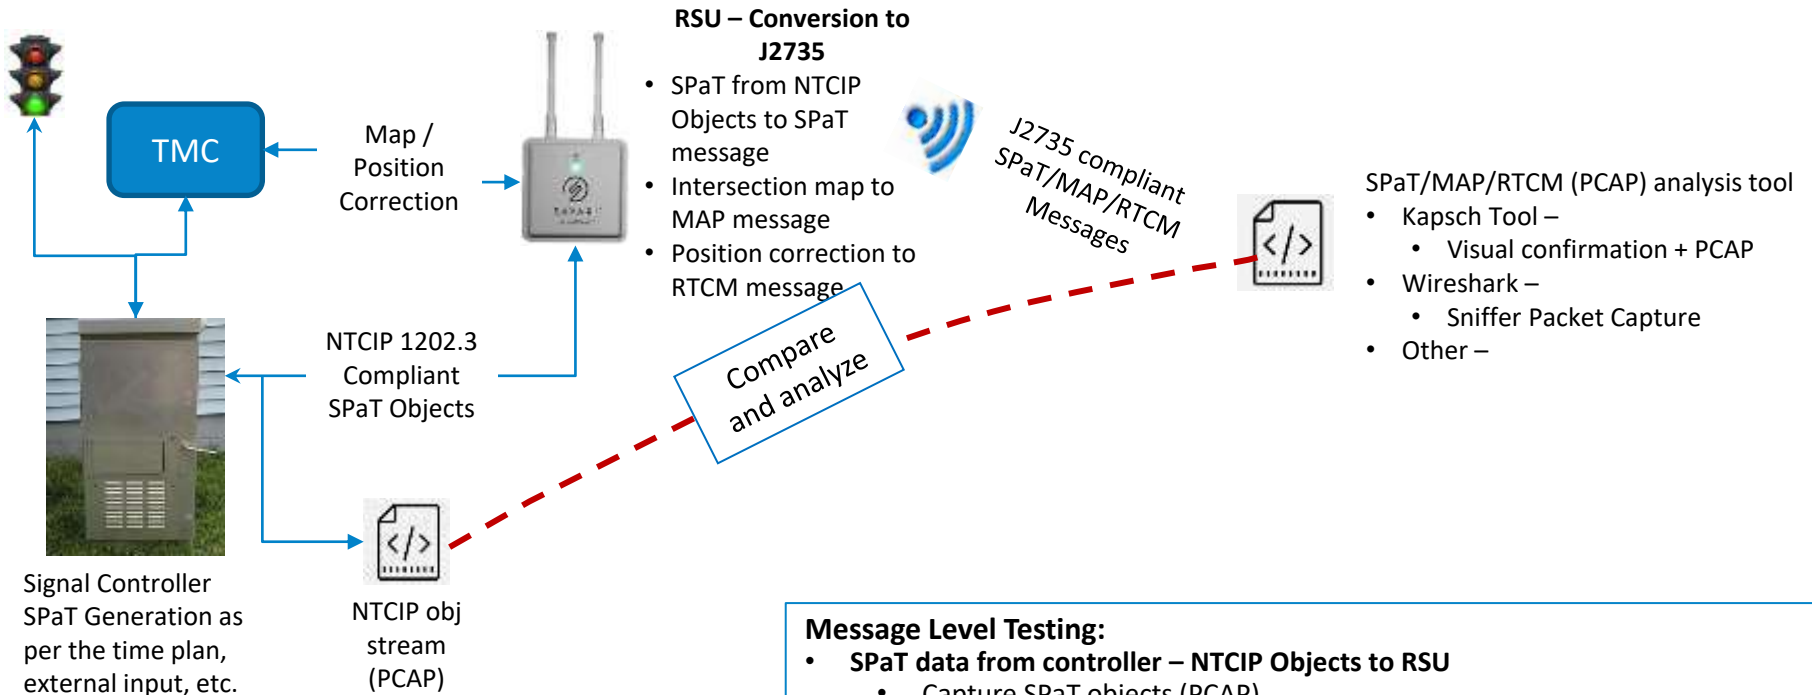 RSU – Conversion to
J2735
• SPaT from NTCIP
Objects to SPaT
message
• Intersection map to
MAP message
• Position correction to
RTCM message
TMC
Map /
Position
Correction
J2735 compliant
SPaT/MAP/RTCM
Messages
SPaT/MAP/RTCM (PCAP) analysis tool
• Kapsch Tool –
• Visual confirmation + PCAP
• Wireshark –
• Sniffer Packet Capture
• Other –
NTCIP 1202.3
Compliant
SPaT Objects
Compare
and analyze
</>
</>
Signal Controller
SPaT Generation as
per the time plan,
external input, etc.
NTCIP obj
stream
(PCAP)
Message Level Testing:
• SPaT data from controller – NTCIP Objects to RSU
• Capture SPaT objects (PCAP)